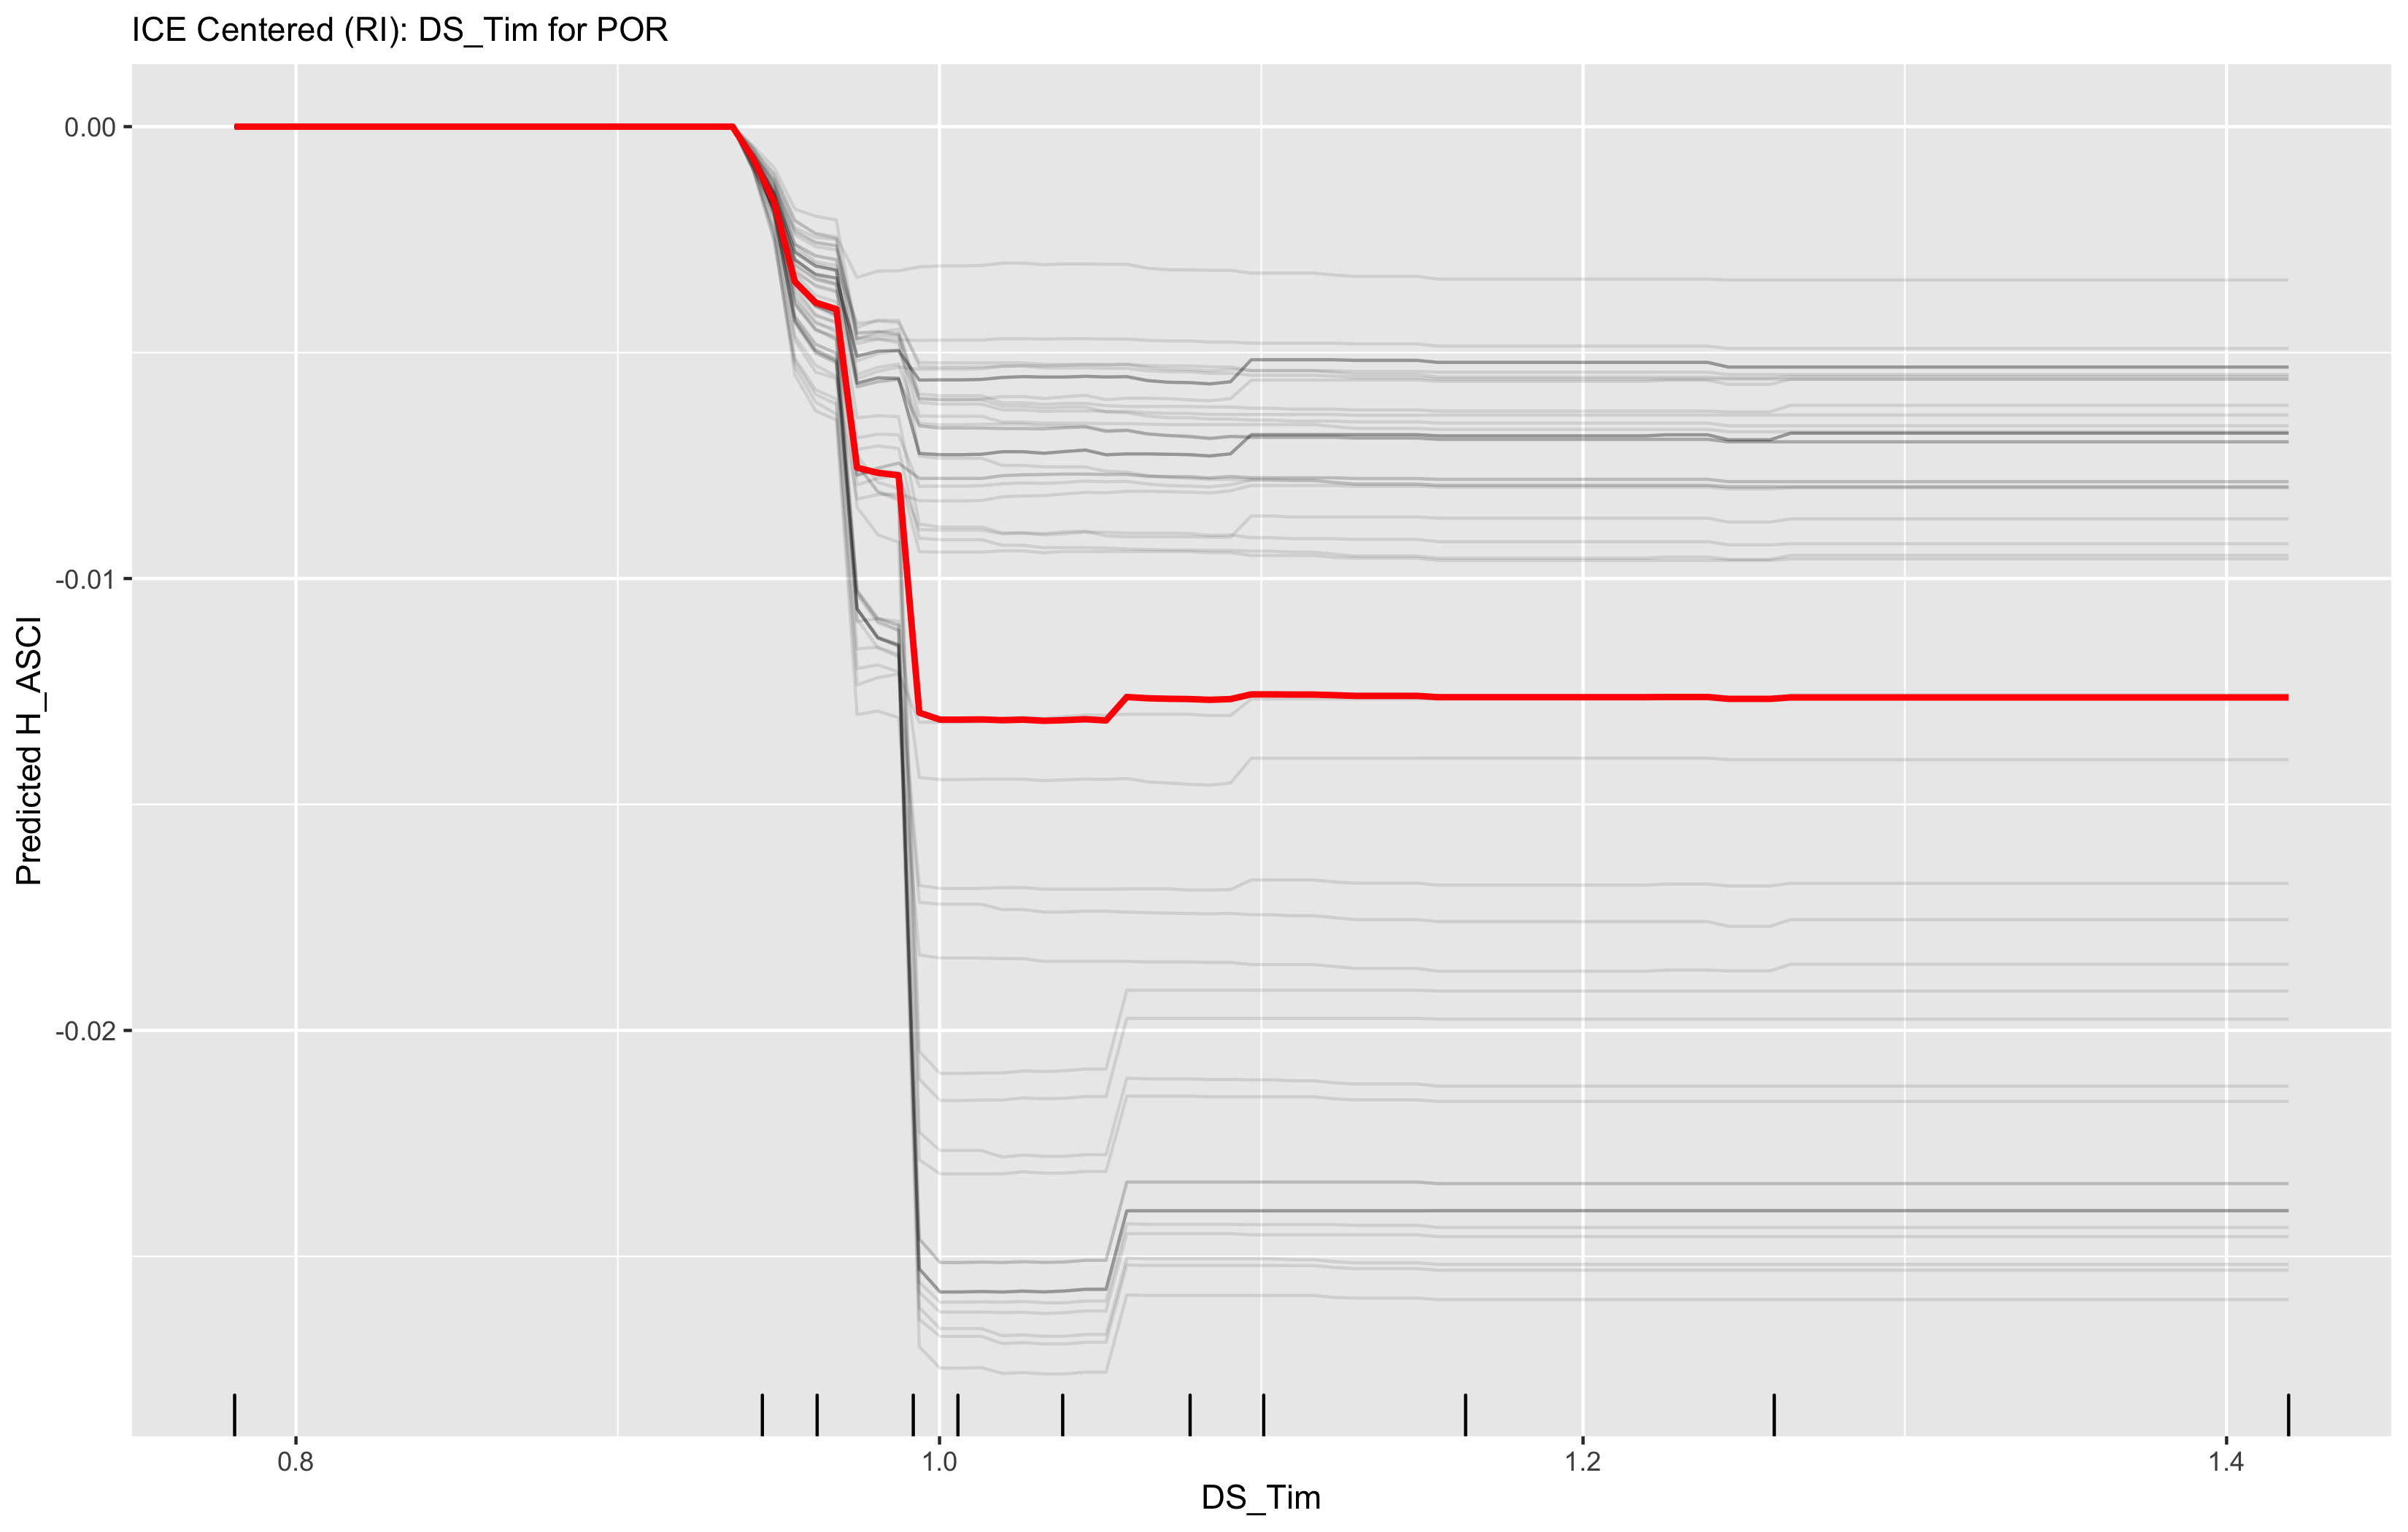 ICE Centered (RI): DS_Tim for POR
Predicted H_ASCI
0.00
-0.01
-0.02
0.8
1.0
1.2
1.4
DS_Tim